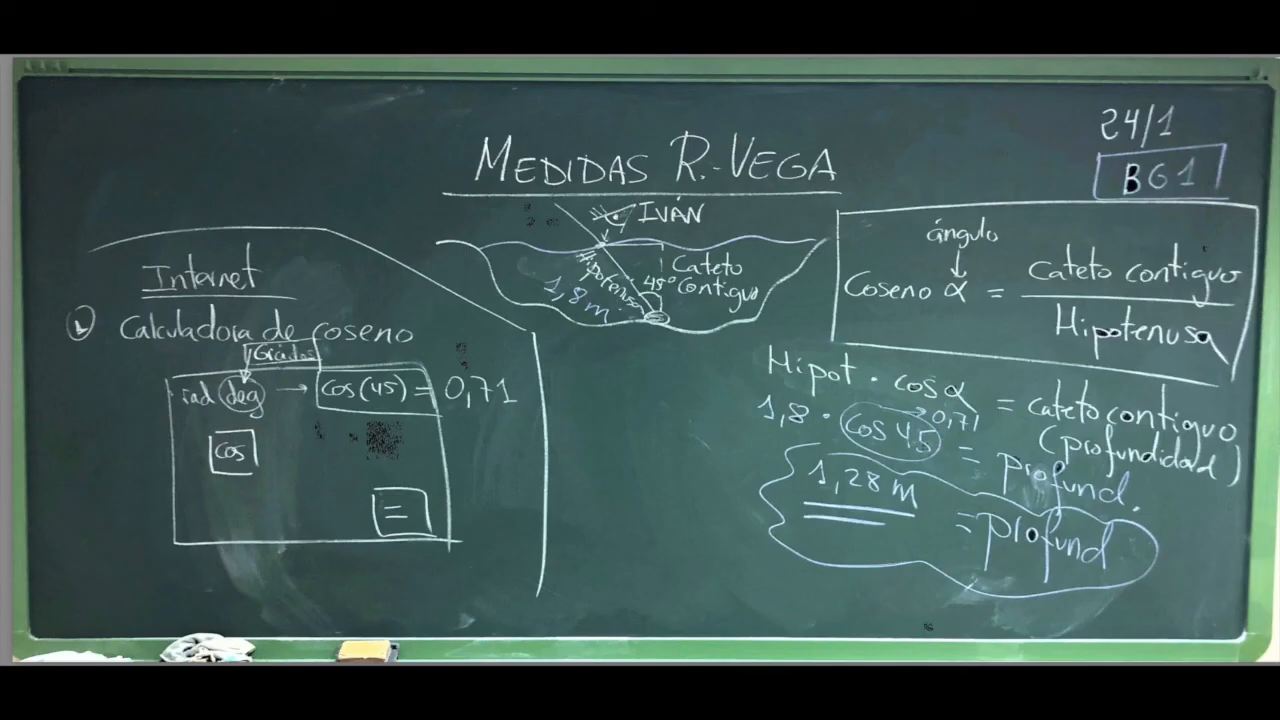 24/1
BG1
MEDIDAS R.-VEGA
IVÁN
Cateto
Contiguo
45º
Hipotenusa
1,8 m.
Internet
Calculadora de coseno
Grados
rad deg → cos(45) = 0,71
cos
=
ángulo
↓
Coseno α = Cateto contiguo
Hipotenusa
Hipot · cos α = cateto contiguo
(profundidad)
1,8 · cos 45 = profund.
0,71
1,28 m = profund